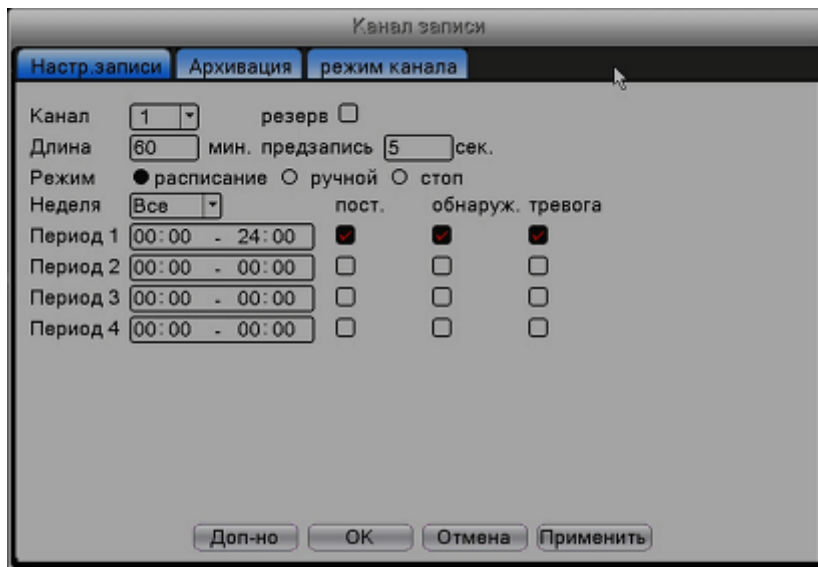 Канал записи
Настр.записи Архивация режим канала
Канал 1 резерв
Длина 60 мин. предзапись 5 сек.
Режим расписание ручной стоп
Неделя Все пост. обнаруж. тревога
Период 1 00:00 - 24:00
Период 2 00:00 - 00:00
Период 3 00:00 - 00:00
Период 4 00:00 - 00:00
Доп-но OK Отмена Применить